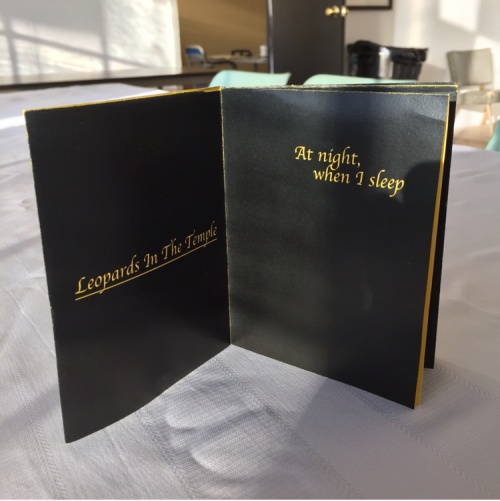 Leopards In The Temple
At night,
when I sleep